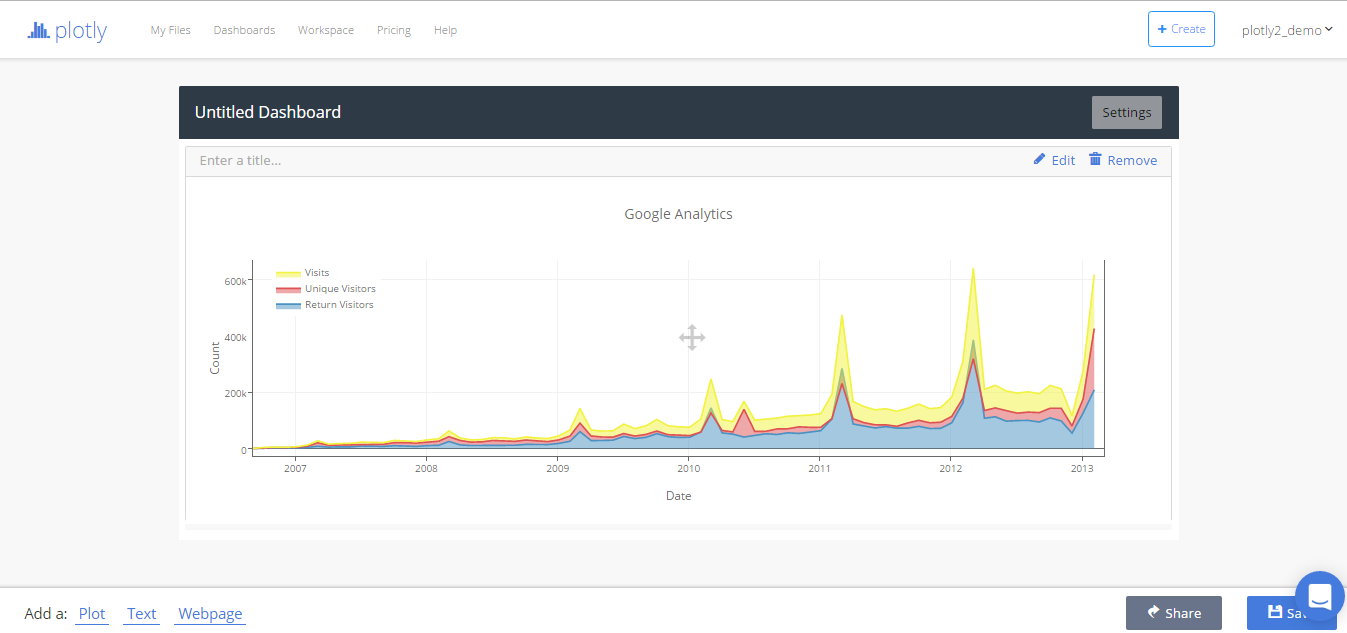 plotly My Files Dashboards Workspace Pricing Help + Create plotly2_demo
Untitled Dashboard Settings
Enter a title... Edit Remove
Google Analytics
Visits
Unique Visitors
Return Visitors
600k
400k
200k
0
Count
2007 2008 2009 2010 2011 2012 2013
Date
Add a: Plot Text Webpage Share